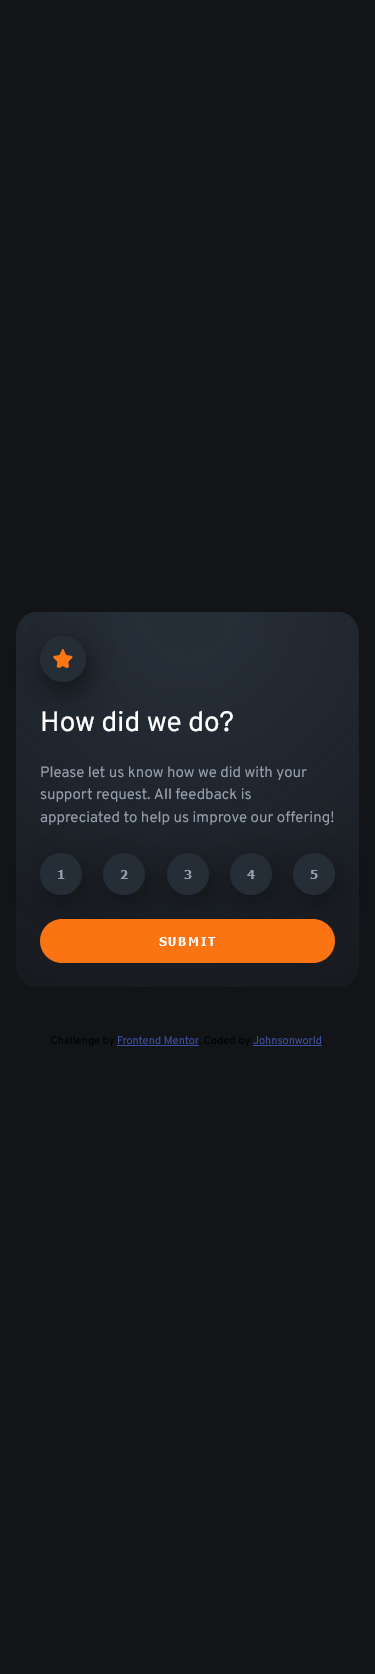 How did we do?
Please let us know how we did with your
support request. All feedback is
appreciated to help us improve our offering!
1 2 3 4 5
SUBMIT
Challenge by Frontend Mentor. Coded by Johnsonworld.